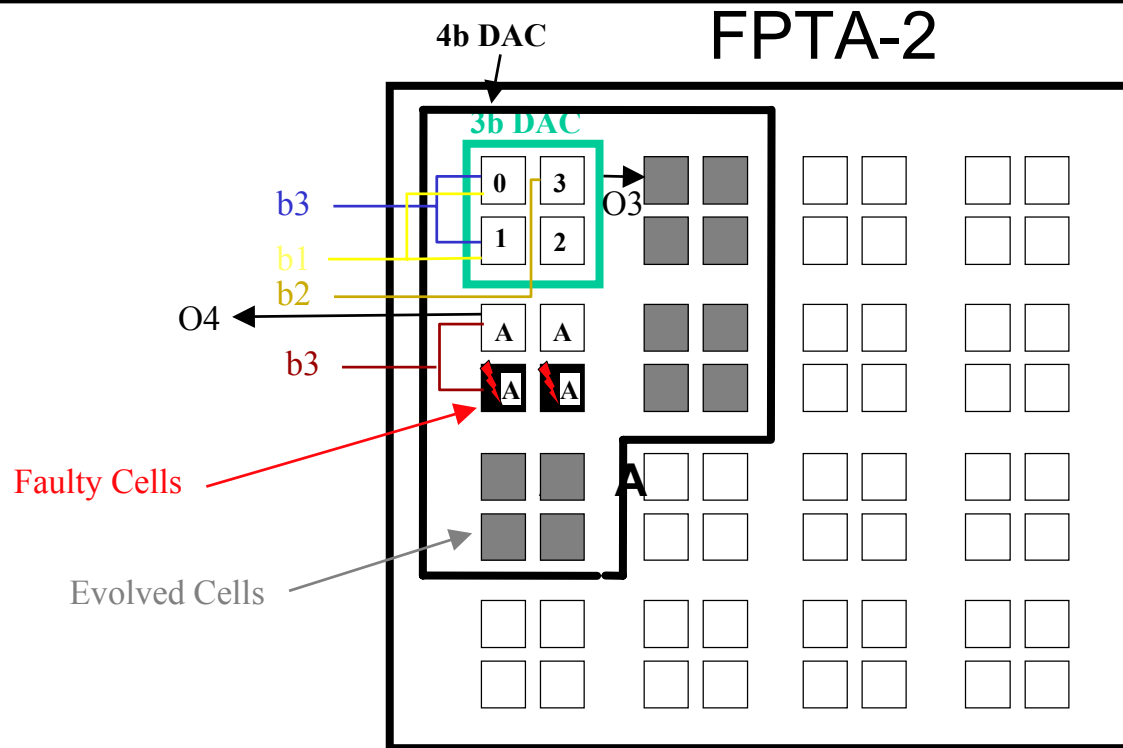 FPTA-2
4b DAC
3b DAC
0 3
b3
O3
1 2
b1
b2
O4
A A
b3
A A
Faulty Cells
A
Evolved Cells